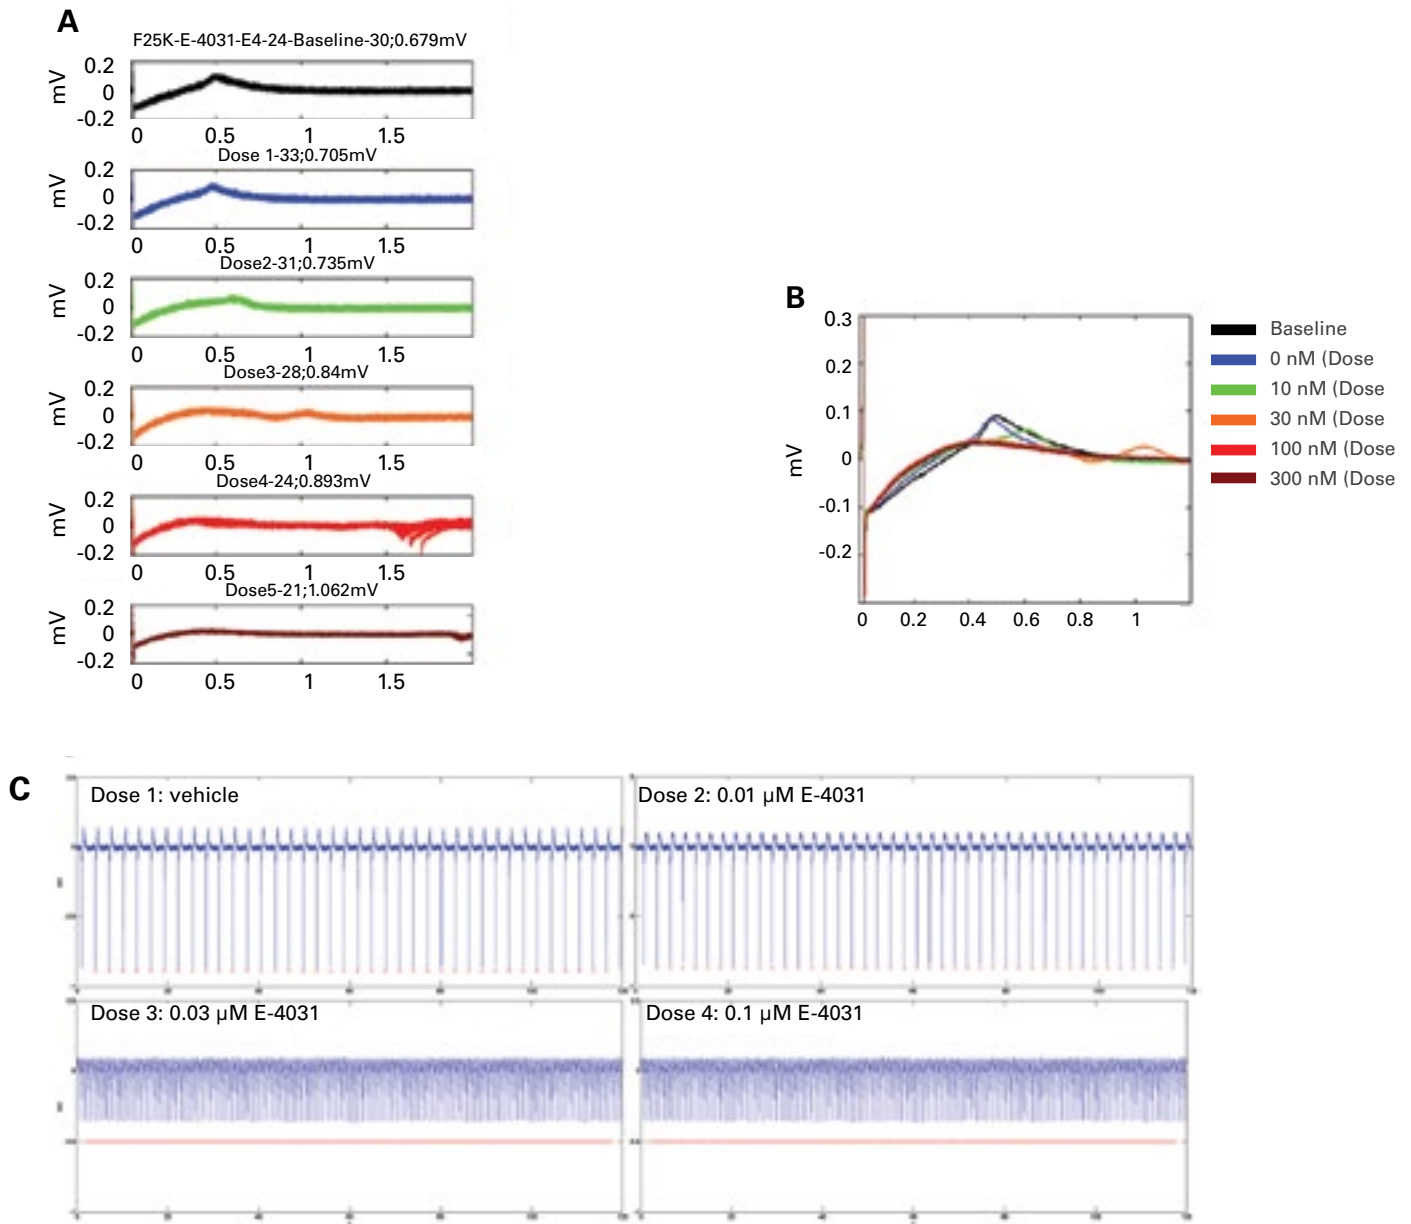 A
F25K-E-4031-E4-24-Baseline-30;0.679mV
mV
0.2
0
-0.2
0 0.5 1 1.5
Dose 1-33;0.705mV
mV
0.2
0
-0.2
0 0.5 1 1.5
Dose2-31;0.735mV
mV
0.2
0
-0.2
0 0.5 1 1.5
Dose3-28;0.84mV
mV
0.2
0
-0.2
0 0.5 1 1.5
Dose4-24;0.893mV
mV
0.2
0
-0.2
0 0.5 1 1.5
Dose5-21;1.062mV
mV
0.2
0
-0.2
0 0.5 1 1.5
B
mV
0.3
0.2
0.1
0
-0.1
-0.2
0 0.2 0.4 0.6 0.8 1
Baseline
0 nM (Dose
10 nM (Dose
30 nM (Dose
100 nM (Dose
300 nM (Dose
C
Dose 1: vehicle
Dose 2: 0.01 µM E-4031
Dose 3: 0.03 µM E-4031
Dose 4: 0.1 µM E-4031